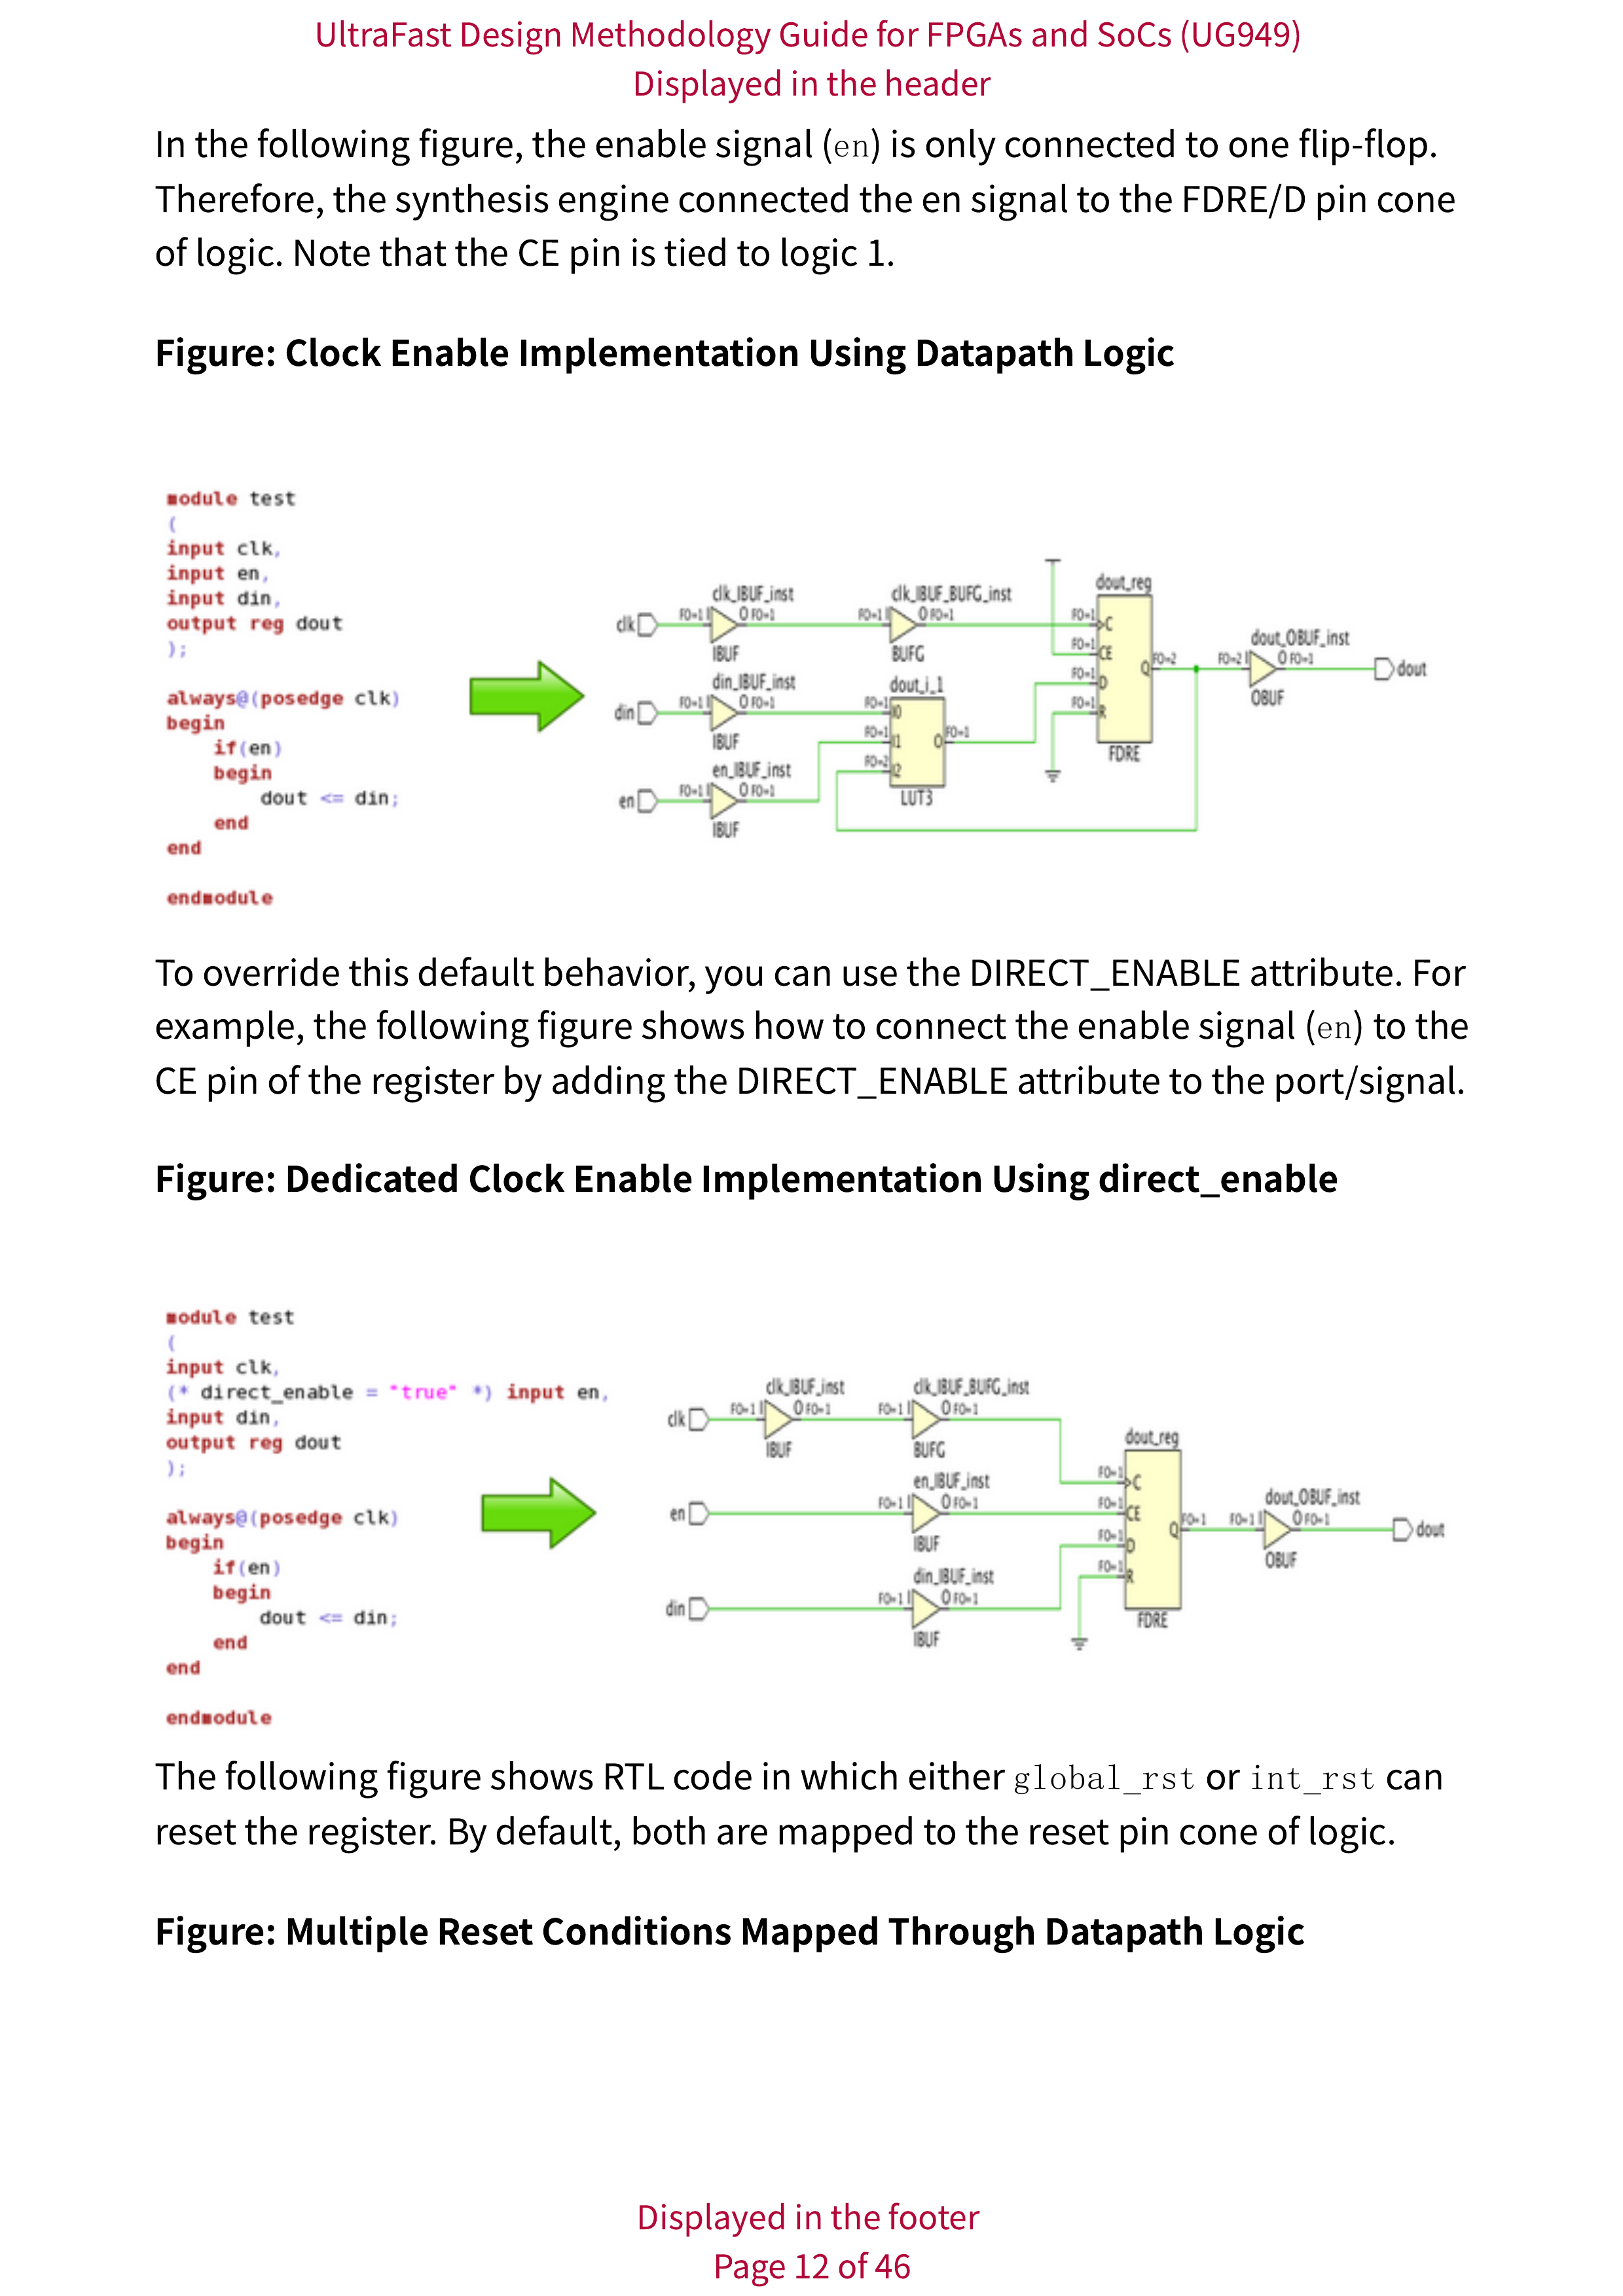 UltraFast Design Methodology Guide for FPGAs and SoCs (UG949)
Displayed in the header
In the following figure, the enable signal (en) is only connected to one flip-flop.
Therefore, the synthesis engine connected the en signal to the FDRE/D pin cone
of logic. Note that the CE pin is tied to logic 1.
Figure: Clock Enable Implementation Using Datapath Logic
module test
(
input clk,
input en,
input din,
output reg dout
);
always@(posedge clk)
begin
if(en)
begin
dout <= din;
end
end
endmodule
clk_IBUF_inst
clk_IBUF_BUFG_inst
dout_reg
clk
FO=1 I
O FO=1
FO=1 I
O FO=1
FO=1
C
IBUF
BUFG
FO=1
CE
dout_OBUF_inst
din_IBUF_inst
dout_i_1
FO=1
D
Q
FO=2
FO=2 I
O FO=1
dout
din
FO=1 I
O FO=1
FO=1
I0
FO=1
R
OBUF
IBUF
FO=1
I1
O
FO=1
FDRE
en_IBUF_inst
FO=2
I2
en
FO=1 I
O FO=1
LUT3
IBUF
To override this default behavior, you can use the DIRECT_ENABLE attribute. For
example, the following figure shows how to connect the enable signal (en) to the
CE pin of the register by adding the DIRECT_ENABLE attribute to the port/signal.
Figure: Dedicated Clock Enable Implementation Using direct_enable
module test
(
input clk,
(* direct_enable = "true" *) input en,
input din,
output reg dout
);
always@(posedge clk)
begin
if(en)
begin
dout <= din;
end
end
endmodule
clk_IBUF_inst
clk_IBUF_BUFG_inst
clk
FO=1 I
O FO=1
FO=1 I
O FO=1
dout_reg
IBUF
BUFG
FO=1
C
en_IBUF_inst
en
FO=1 I
O FO=1
FO=1
CE
dout_OBUF_inst
IBUF
FO=1
D
Q
FO=1
FO=1 I
O FO=1
dout
din_IBUF_inst
FO=1
R
OBUF
din
FO=1 I
O FO=1
FDRE
IBUF
The following figure shows RTL code in which either global_rst or int_rst can
reset the register. By default, both are mapped to the reset pin cone of logic.
Figure: Multiple Reset Conditions Mapped Through Datapath Logic
Displayed in the footer
Page 12 of 46